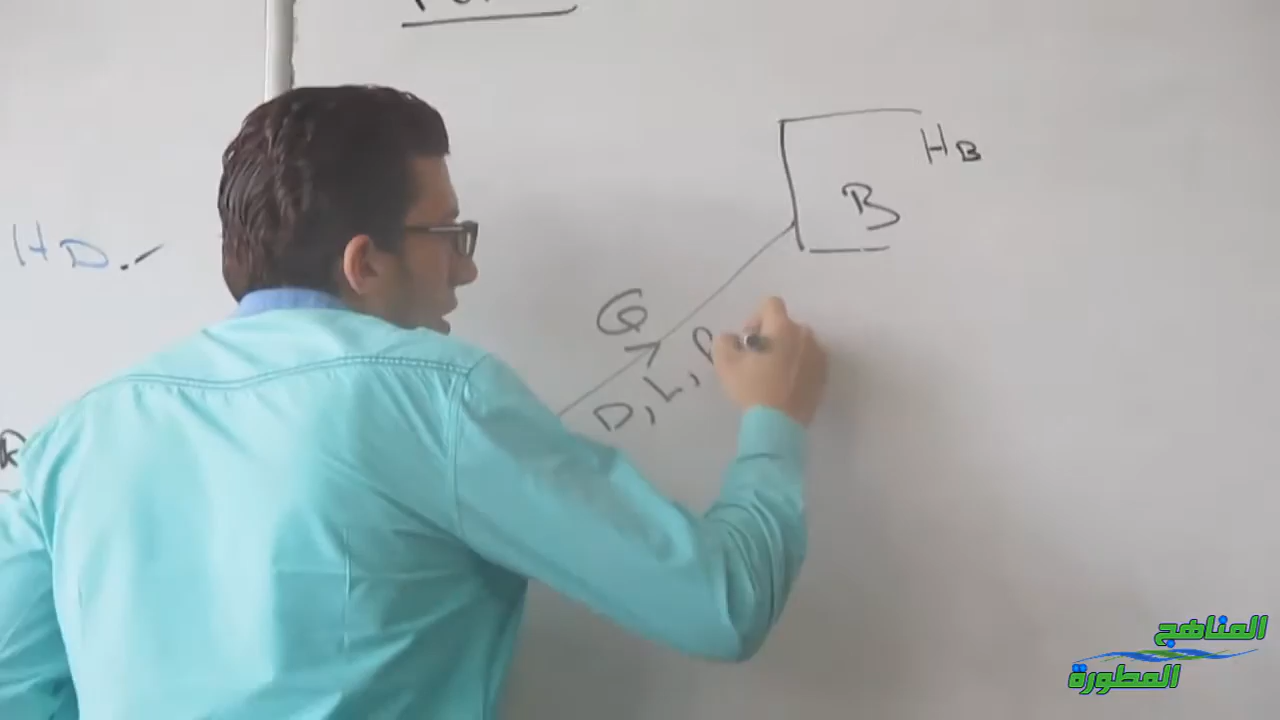 HB
B
HD.
Q
D, L,
المناهج
المطورة